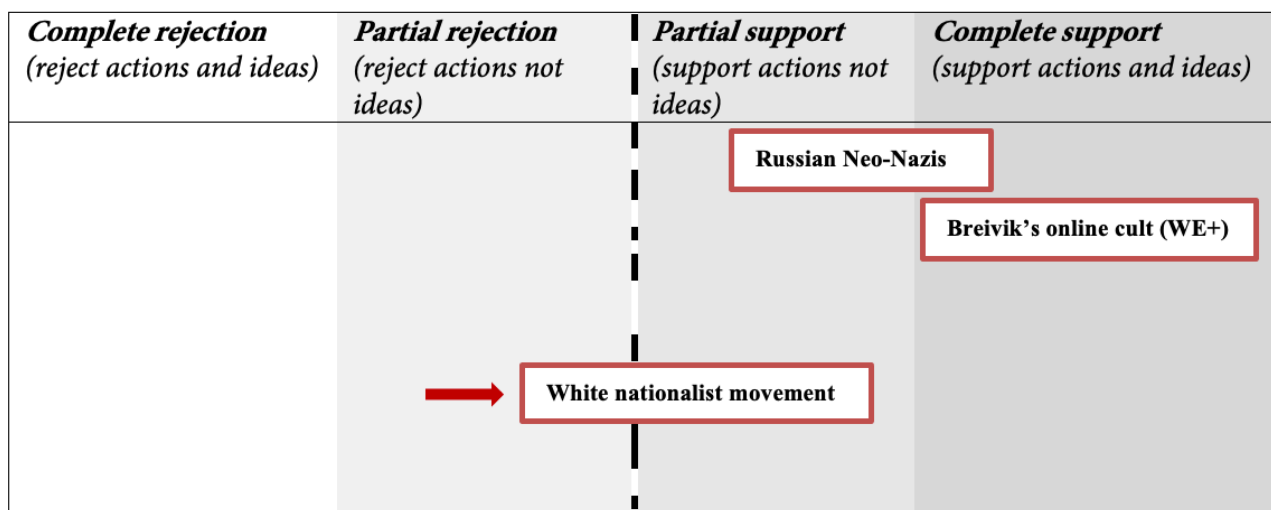 Complete rejection
(reject actions and ideas)
Partial rejection
(reject actions not
ideas)
Partial support
(support actions not
ideas)
Complete support
(support actions and ideas)
Russian Neo-Nazis
Breivik’s online cult (WE+)
White nationalist movement